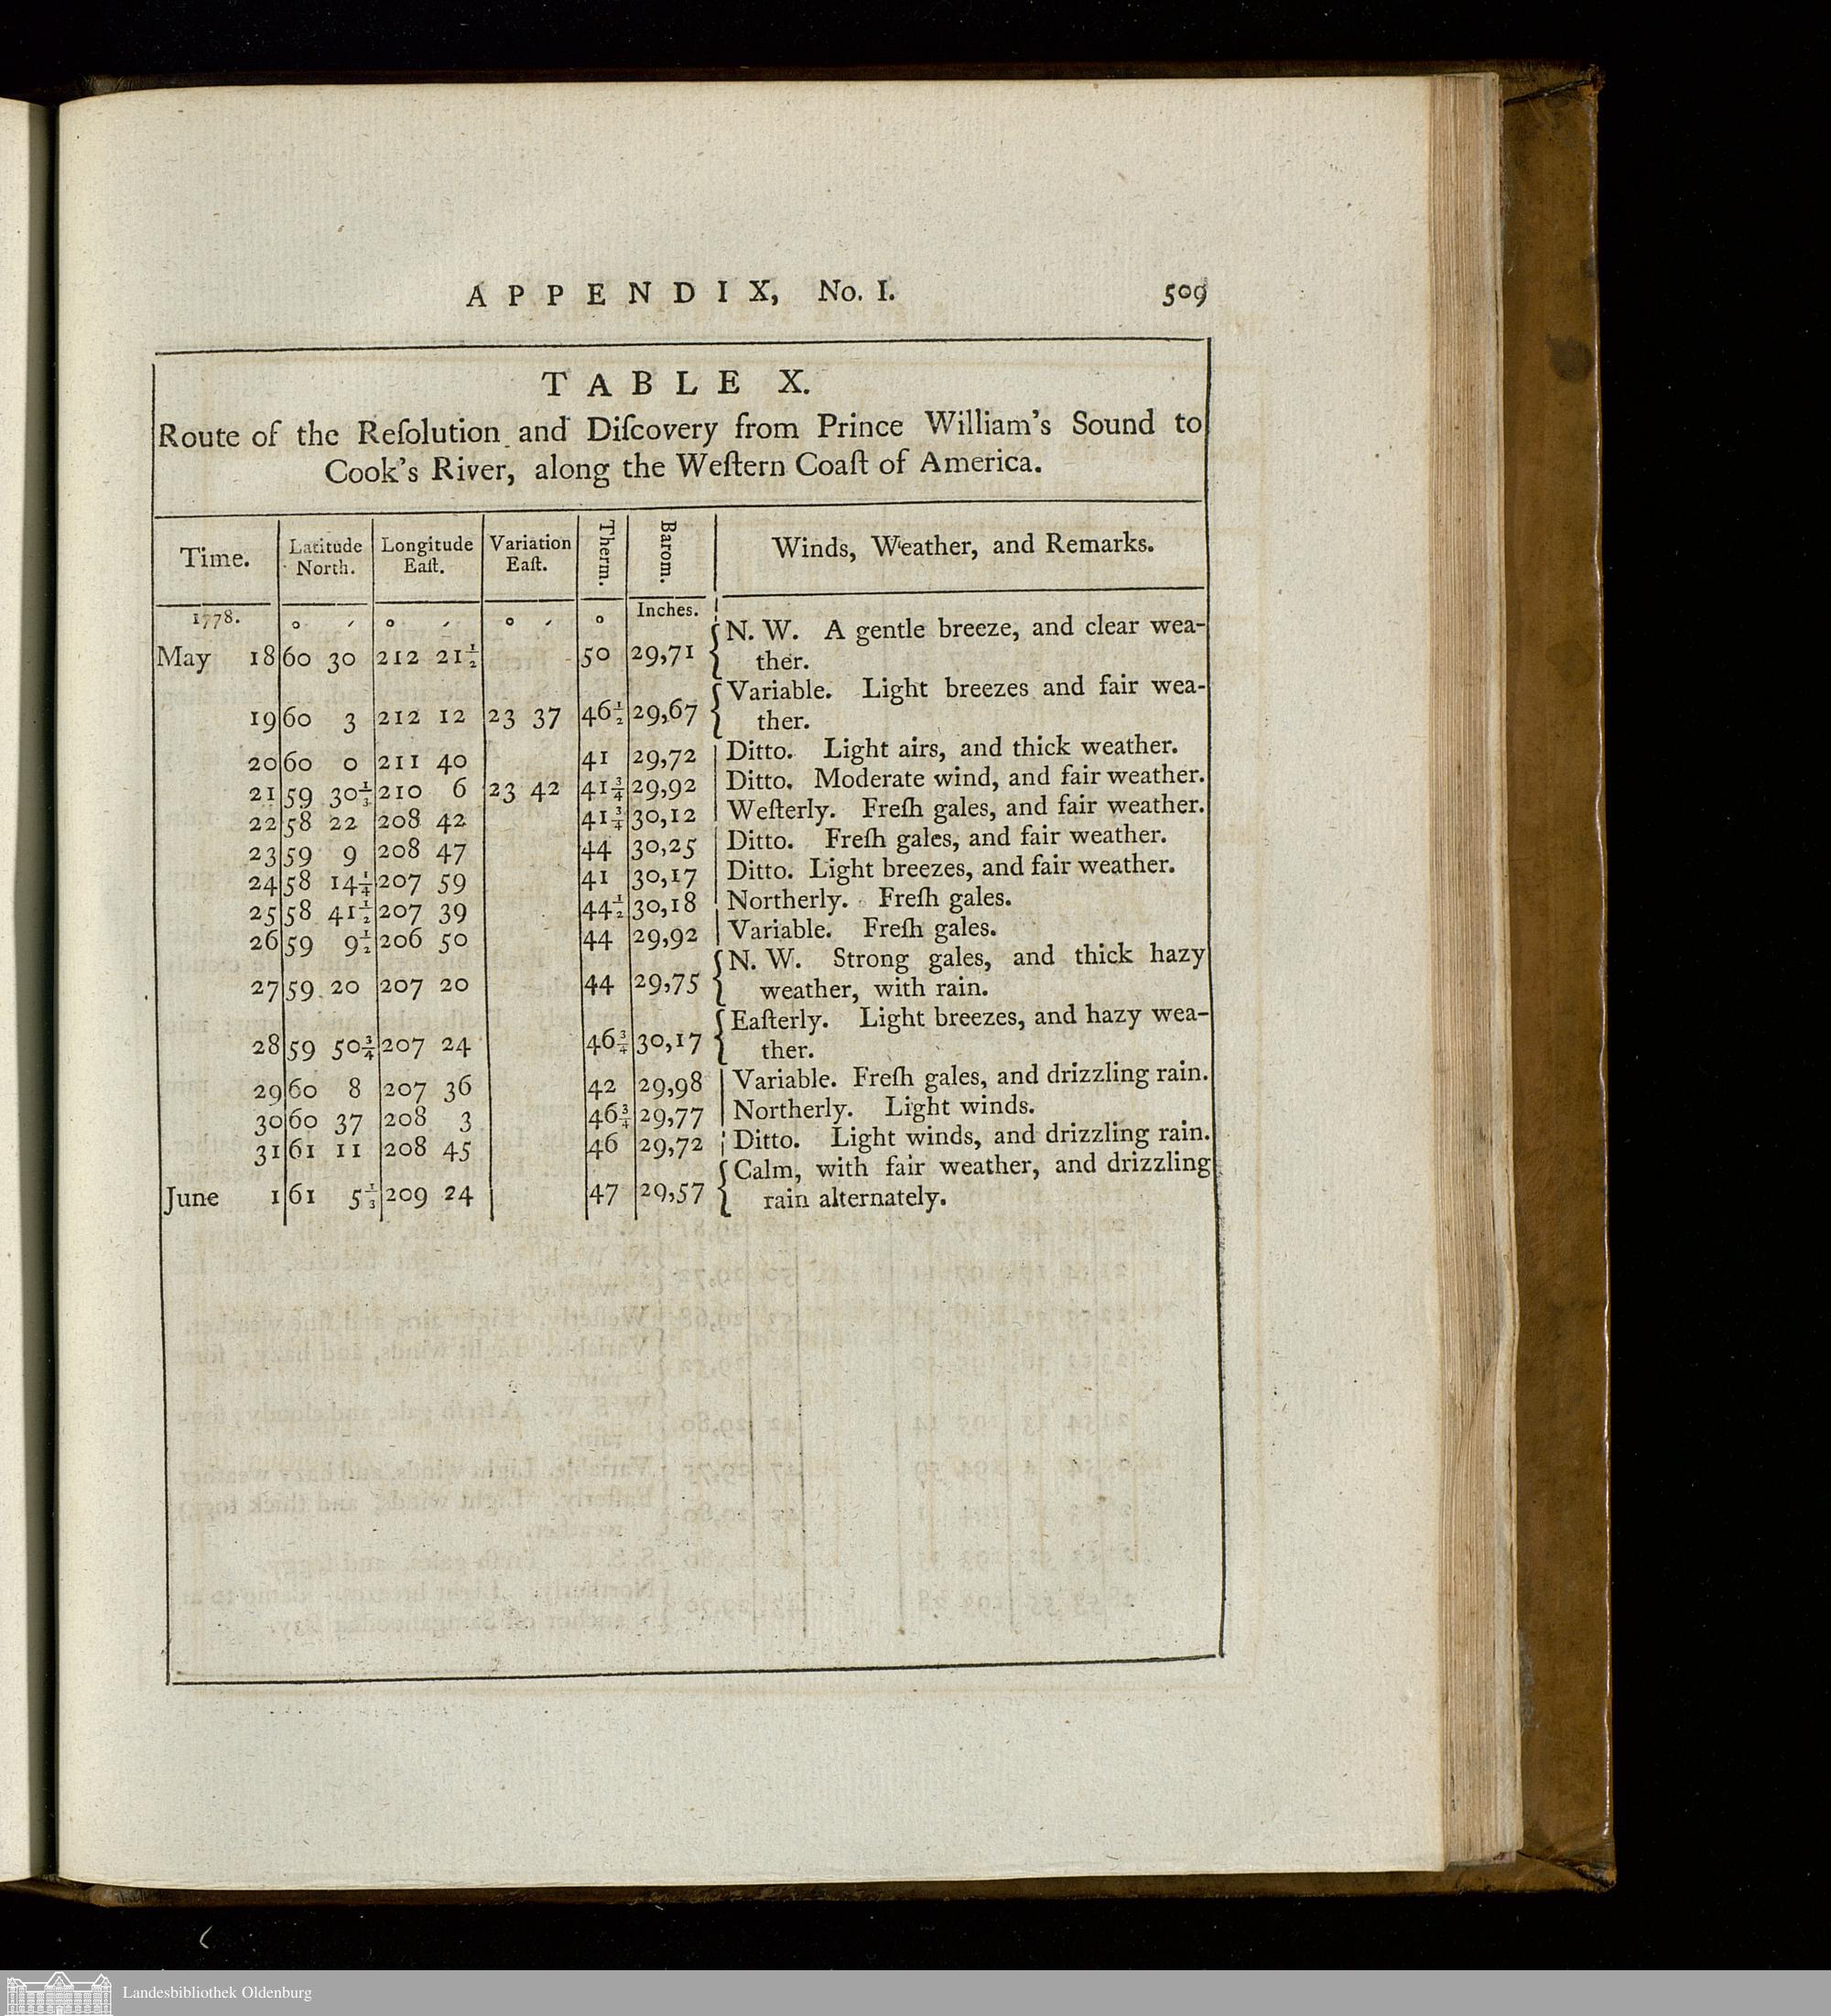 APPENDIX, No. I. 509
TABLE X.
Route of the Reſolution and Diſcovery from Prince William's Sound to
Cook's River, along the Weſtern Coaſt of America.
Time. Latitude North. Longitude Eaſt. Variation Eaſt. Therm. Barom. Winds, Weather, and Remarks.
1778. ° ′ ° ′ ° ′ ° Inches.
May 18 60 30 212 21½ 50 29,71 N. W. A gentle breeze, and clear wea-
ther.
19 60 3 212 12 23 37 46½ 29,67 Variable. Light breezes and fair wea-
ther.
20 60 0 211 40 41 29,72 Ditto. Light airs, and thick weather.
21 59 30⅓ 210 6 23 42 41¾ 29,92 Ditto. Moderate wind, and fair weather.
22 58 22 208 42 41¾ 30,12 Weſterly. Freſh gales, and fair weather.
23 59 9 208 47 44 30,25 Ditto. Freſh gales, and fair weather.
24 58 14¼ 207 59 41 30,17 Ditto. Light breezes, and fair weather.
25 58 41½ 207 39 44½ 30,18 Northerly. Freſh gales.
26 59 9½ 206 50 44 29,92 Variable. Freſh gales.
27 59 20 207 20 44 29,75 N. W. Strong gales, and thick hazy
weather, with rain.
28 59 50¾ 207 24 46¾ 30,17 Eaſterly. Light breezes, and hazy wea-
ther.
29 60 8 207 36 42 29,98 Variable. Freſh gales, and drizzling rain.
30 60 37 208 3 46¾ 29,77 Northerly. Light winds.
31 61 11 208 45 46 29,72 Ditto. Light winds, and drizzling rain.
June 1 61 5⅓ 209 24 47 29,57 Calm, with fair weather, and drizzling
rain alternately.
Landesbibliothek Oldenburg